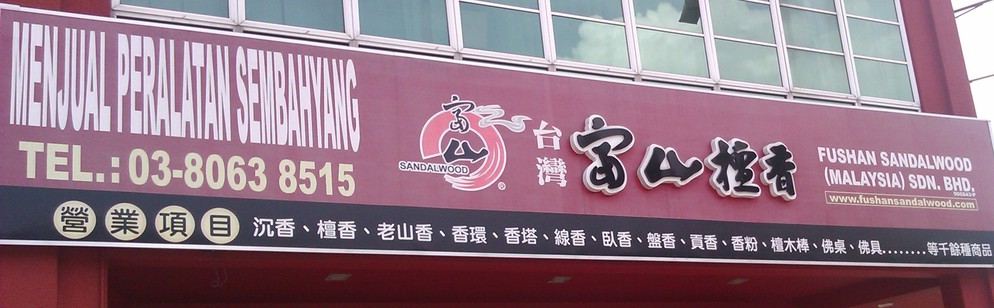 MENJUAL PERALATAN SEMBAHYANG
TEL.: 03-8063 8515
富山
SANDALWOOD
®
台灣
富山檀香
FUSHAN SANDALWOOD
(MALAYSIA) SDN. BHD.
www.fushansandalwood.com
營業項目
沉香、檀香、老山香、香環、香塔、線香、臥香、盤香、貢香、香粉、檀木棒、佛桌、佛具........等千餘種商品